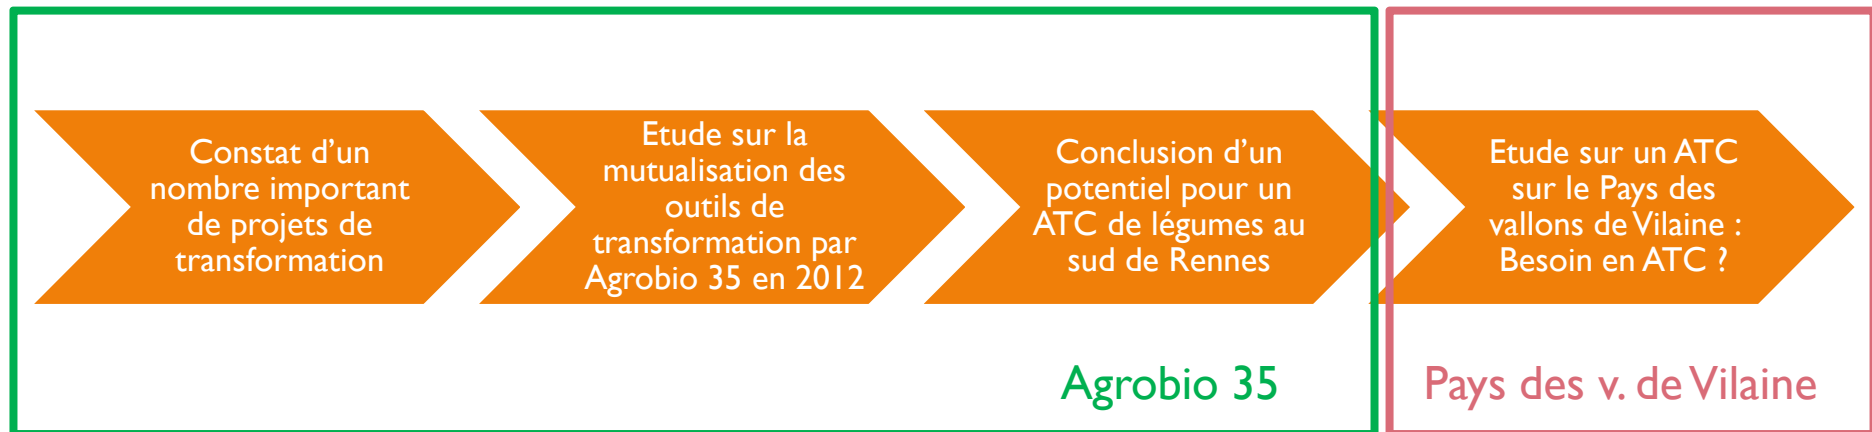 Constat d’un
nombre important
de projets de
transformation
Etude sur la
mutualisation des
outils de
transformation par
Agrobio 35 en 2012
Conclusion d’un
potentiel pour un
ATC de légumes au
sud de Rennes
Etude sur un ATC
sur le Pays des
vallons de Vilaine :
Besoin en ATC ?
Agrobio 35
Pays des v. de Vilaine